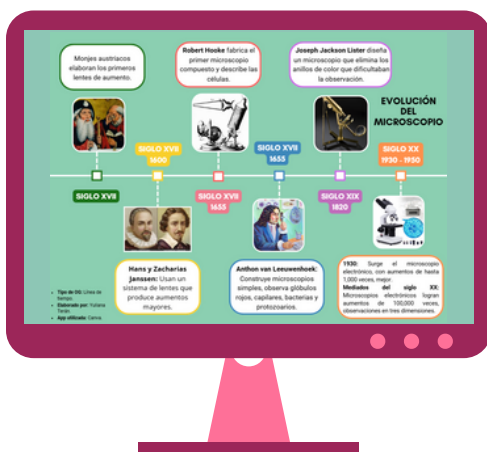 Monjes austriacos
elaboran los primeros
lentes de aumento.
Robert Hooke fabrica el
primer microscopio
compuesto y describe las
células.
Joseph Jackson Lister diseña
un microscopio que elimina los
anillos de color que dificultaban
la observación.
EVOLUCIÓN
DEL
MICROSCOPIO
SIGLO XVII
1600
SIGLO XVII
1655
SIGLO XX
1930 - 1950
SIGLO XVII
SIGLO XVII
1655
SIGLO XIX
1820
Hans y Zacharias
Janssen: Usan un
sistema de lentes que
produce aumentos
mayores.
Anthon van Leeuwenhoek:
Construye microscopios
simples, observa glóbulos
rojos, capilares, bacterias y
protozoarios.
1930: Surge el microscopio
electrónico, con aumentos de hasta
1,000 veces, mejor.
Mediados del siglo XX:
Microscopios electrónicos logran
aumentos de 100,000 veces,
observaciones en tres dimensiones.
Tipo de OG: Línea de
tiempo.
Elaborado por: Yuliana
Terán.
App utilizada: Canva.